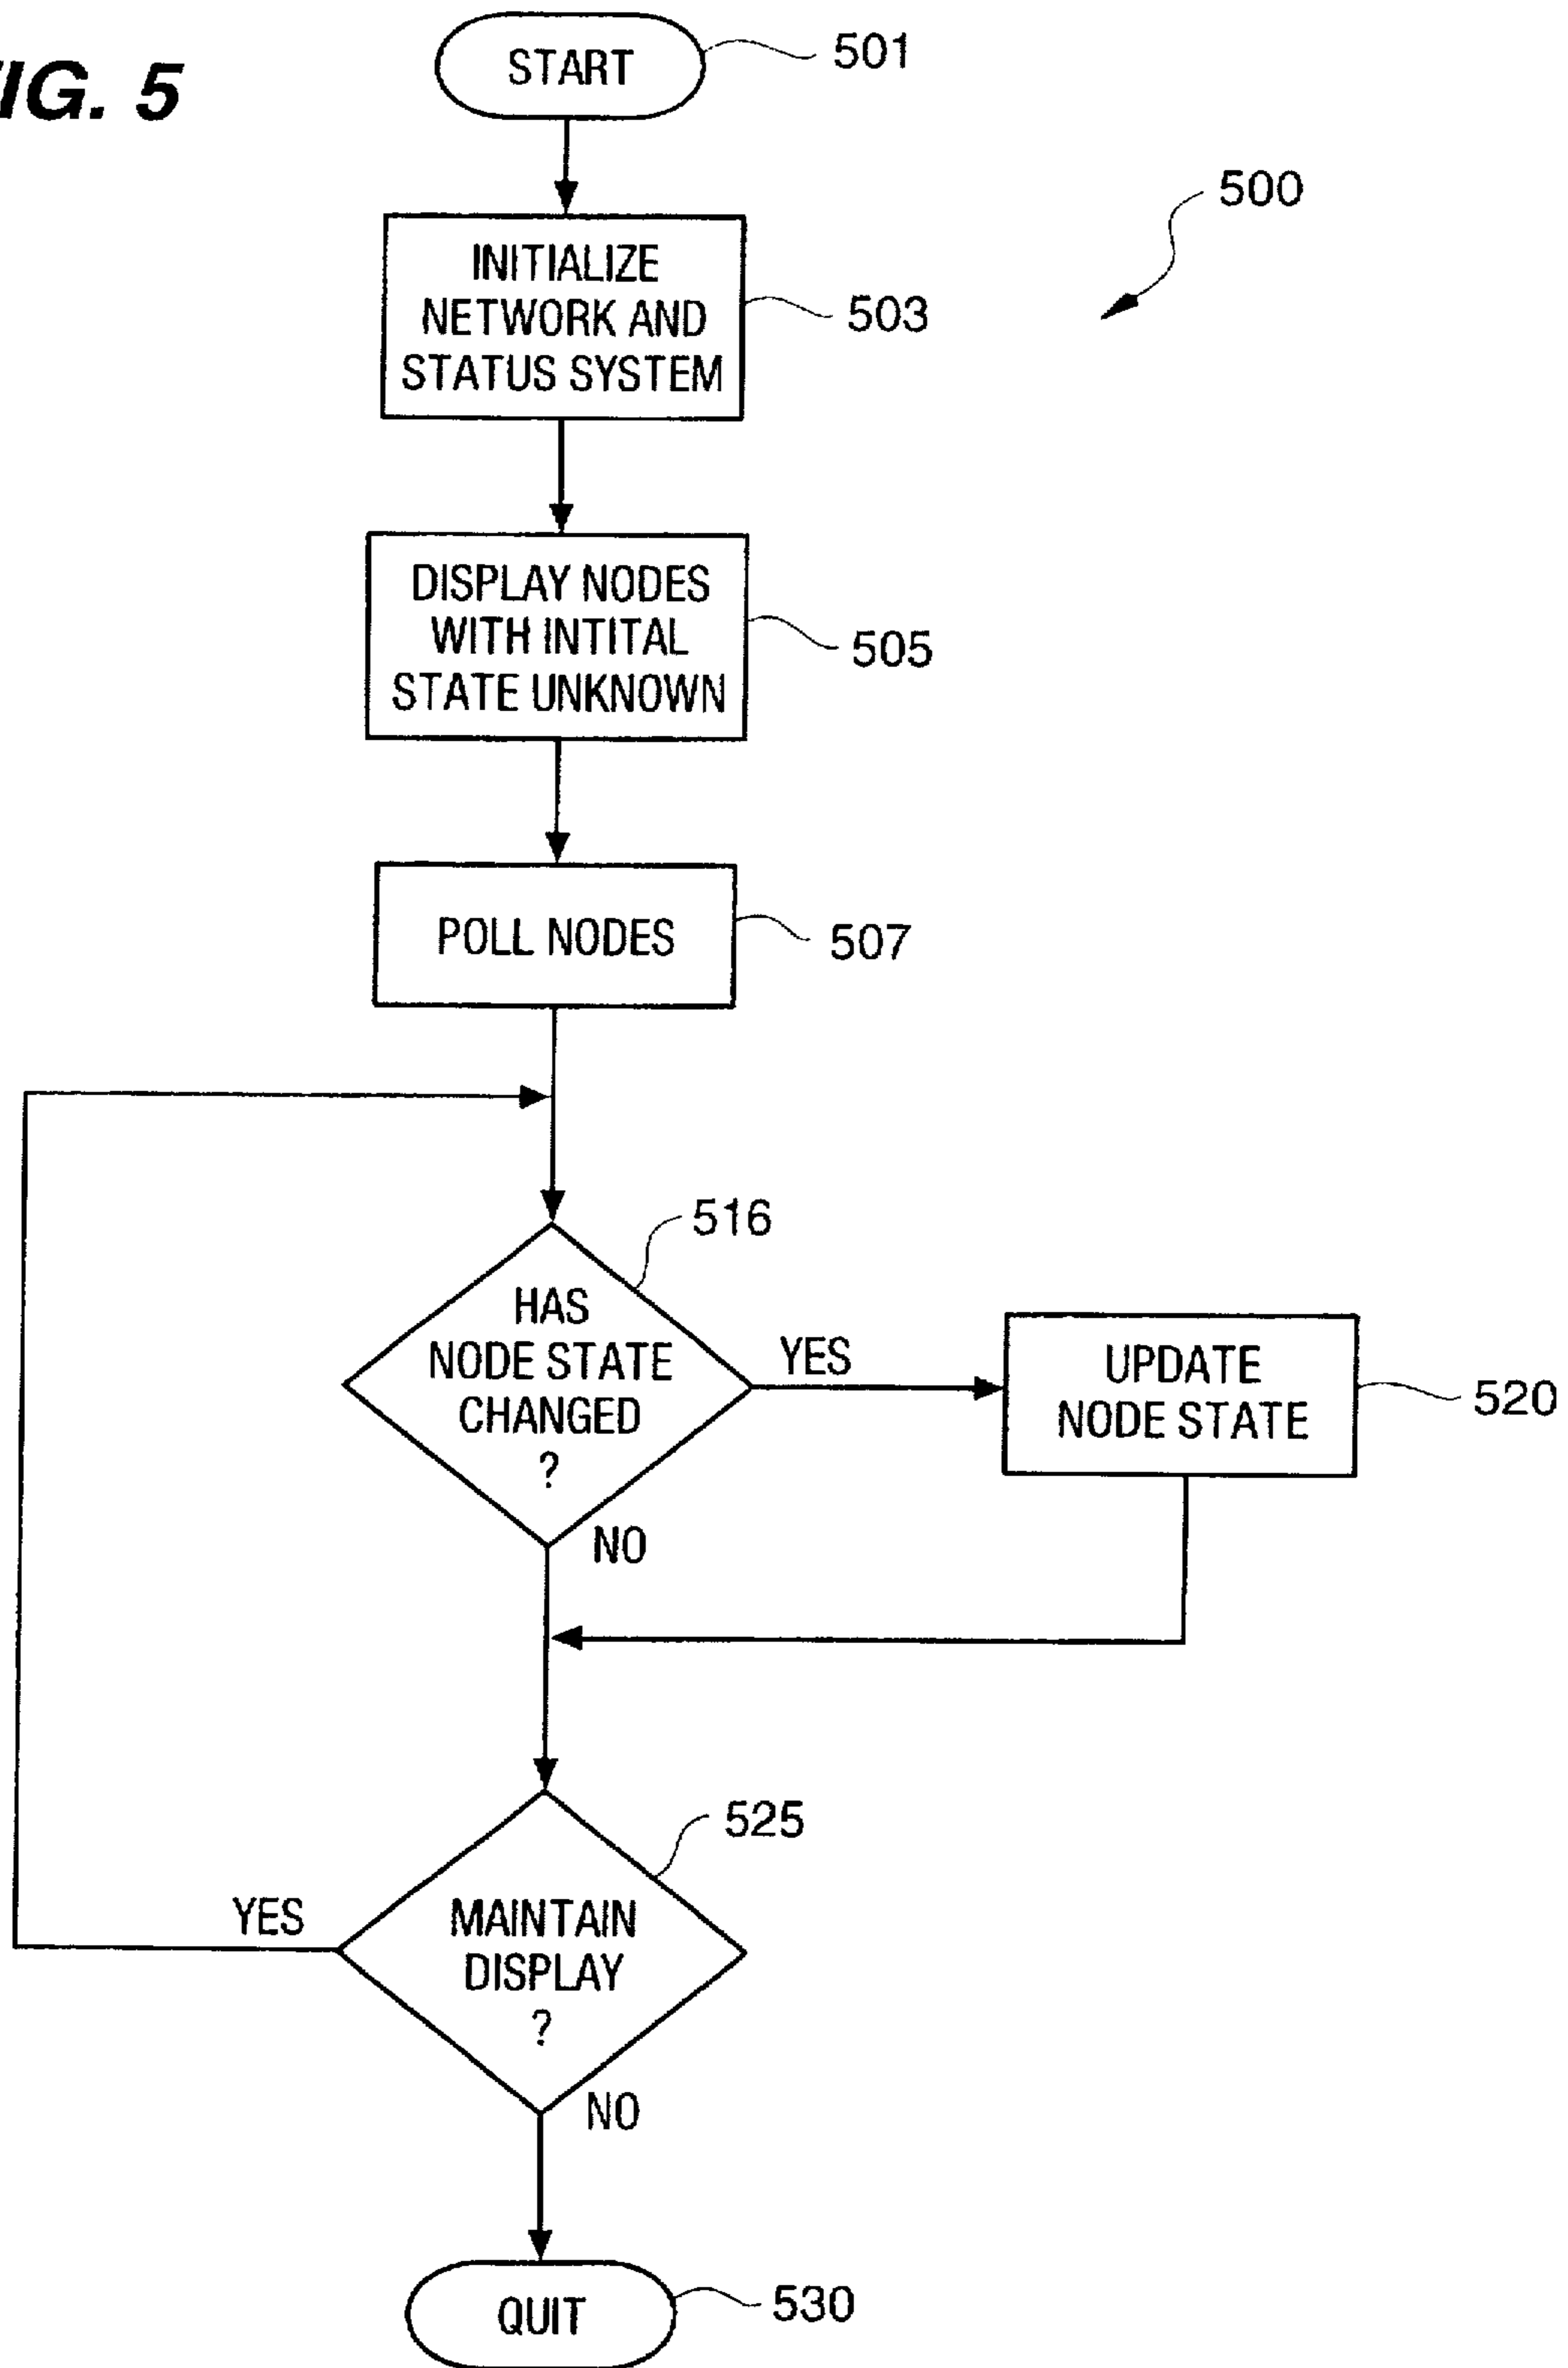 IG. 5
START
501
500
INITIALIZE
NETWORK AND
STATUS SYSTEM
503
DISPLAY NODES
WITH INTITAL
STATE UNKNOWN
505
POLL NODES
507
516
HAS
NODE STATE
CHANGED
?
YES
UPDATE
NODE STATE
520
NO
525
MAINTAIN
DISPLAY
?
YES
NO
QUIT
530